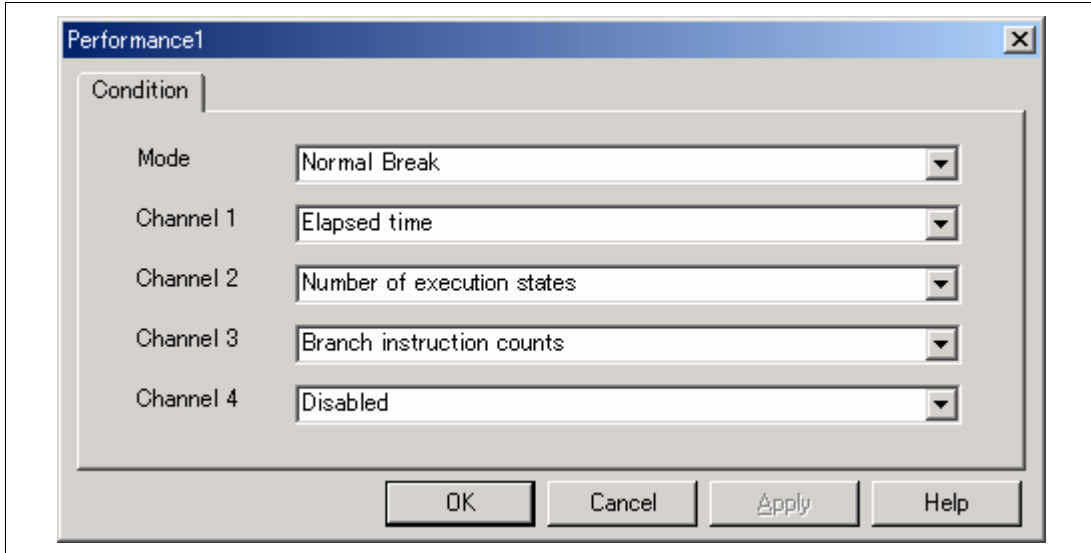 Performance1
Condition
Mode Normal Break
Channel 1 Elapsed time
Channel 2 Number of execution states
Channel 3 Branch instruction counts
Channel 4 Disabled
OK Cancel Apply Help